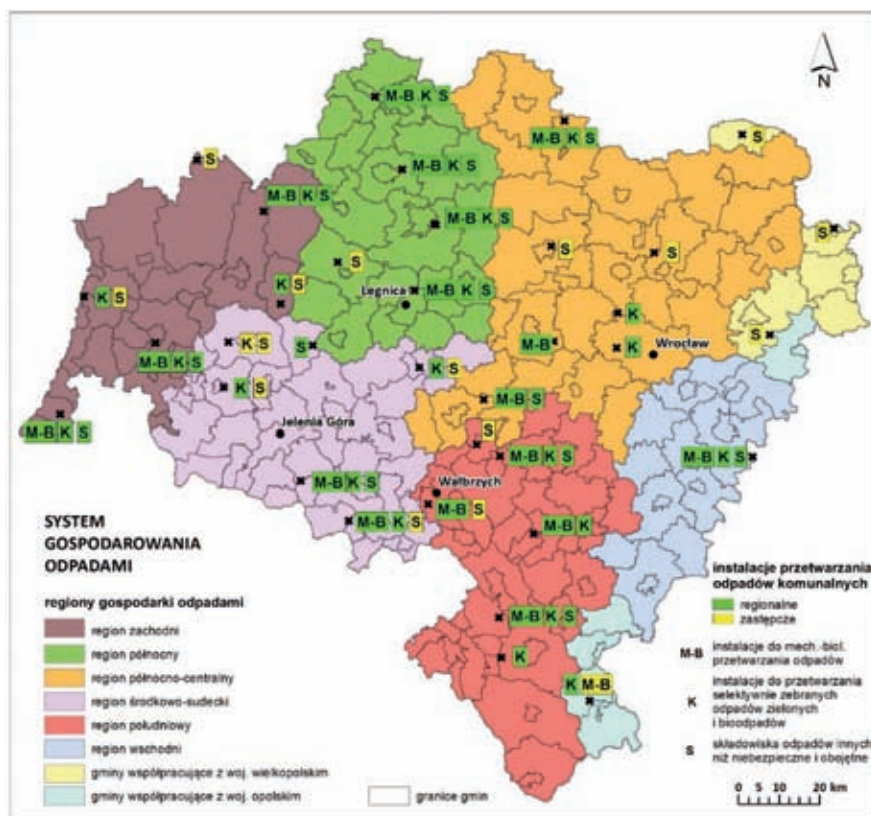 N
M-B K S
M-B K S
S
S
M-B K S
S
M-B K S
M-B K S
S
S
S
S
K S
K S
Legnica
M-B K S
K
S
M-B
K
Wrocław
K S
S
M-B K S
K S
K S
M-B S
M-B K S
Jelenia Góra
S
M-B K S
M-B K S
M-B K S
Wałbrzych
M-B S
M-B K S
M-B K
M-B K S
K
K M-B
SYSTEM
GOSPODAROWANIA
ODPADAMI
regiony gospodarki odpadami
region zachodni
region północny
region północno-centralny
region środkowo-sudecki
region południowy
region wschodni
gminy współpracujące z woj. wielkopolskim
gminy współpracujące z woj. opolskim
granice gmin
instalacje przetwarzania
odpadów komunalnych
regionalne
zastępcze
M-B instalacje do mech.-biol.
przetwarzania odpadów
K instalacje do przetwarzania
selektywnie zebranych
odpadów zielonych
i bioodpadów
S składowiska odpadów innych
niż niebezpieczne i obojętne
0 5 10 20 km